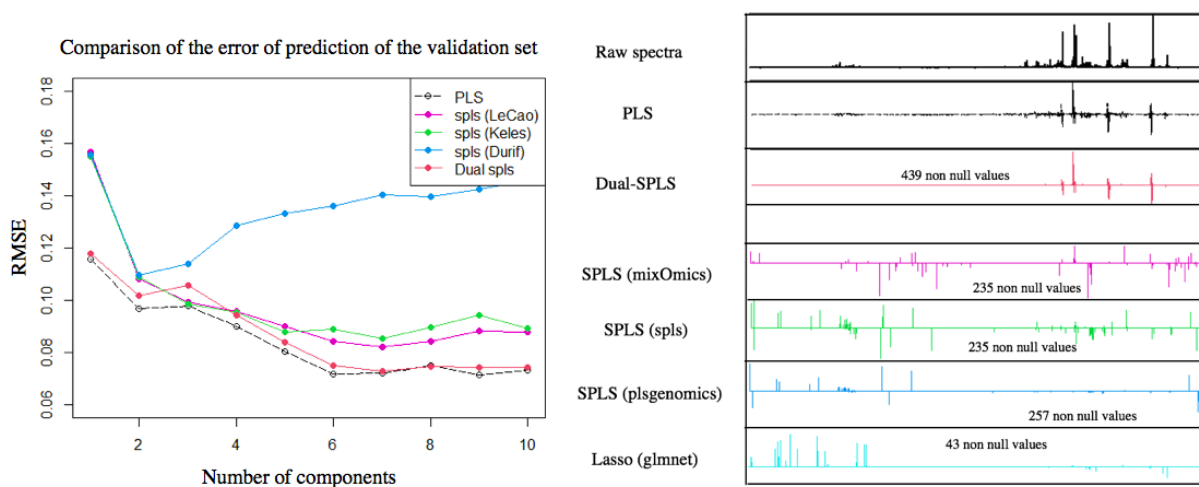 Comparison of the error of prediction of the validation set
RMSE
0.18
0.16
0.14
0.12
0.10
0.08
0.06
PLS
spls (LeCao)
spls (Keles)
spls (Durif)
Dual spls
2
4
6
8
10
Number of components
Raw spectra
PLS
Dual-SPLS
439 non null values
SPLS (mixOmics)
235 non null values
SPLS (spls)
235 non null values
SPLS (plsgenomics)
257 non null values
Lasso (glmnet)
43 non null values